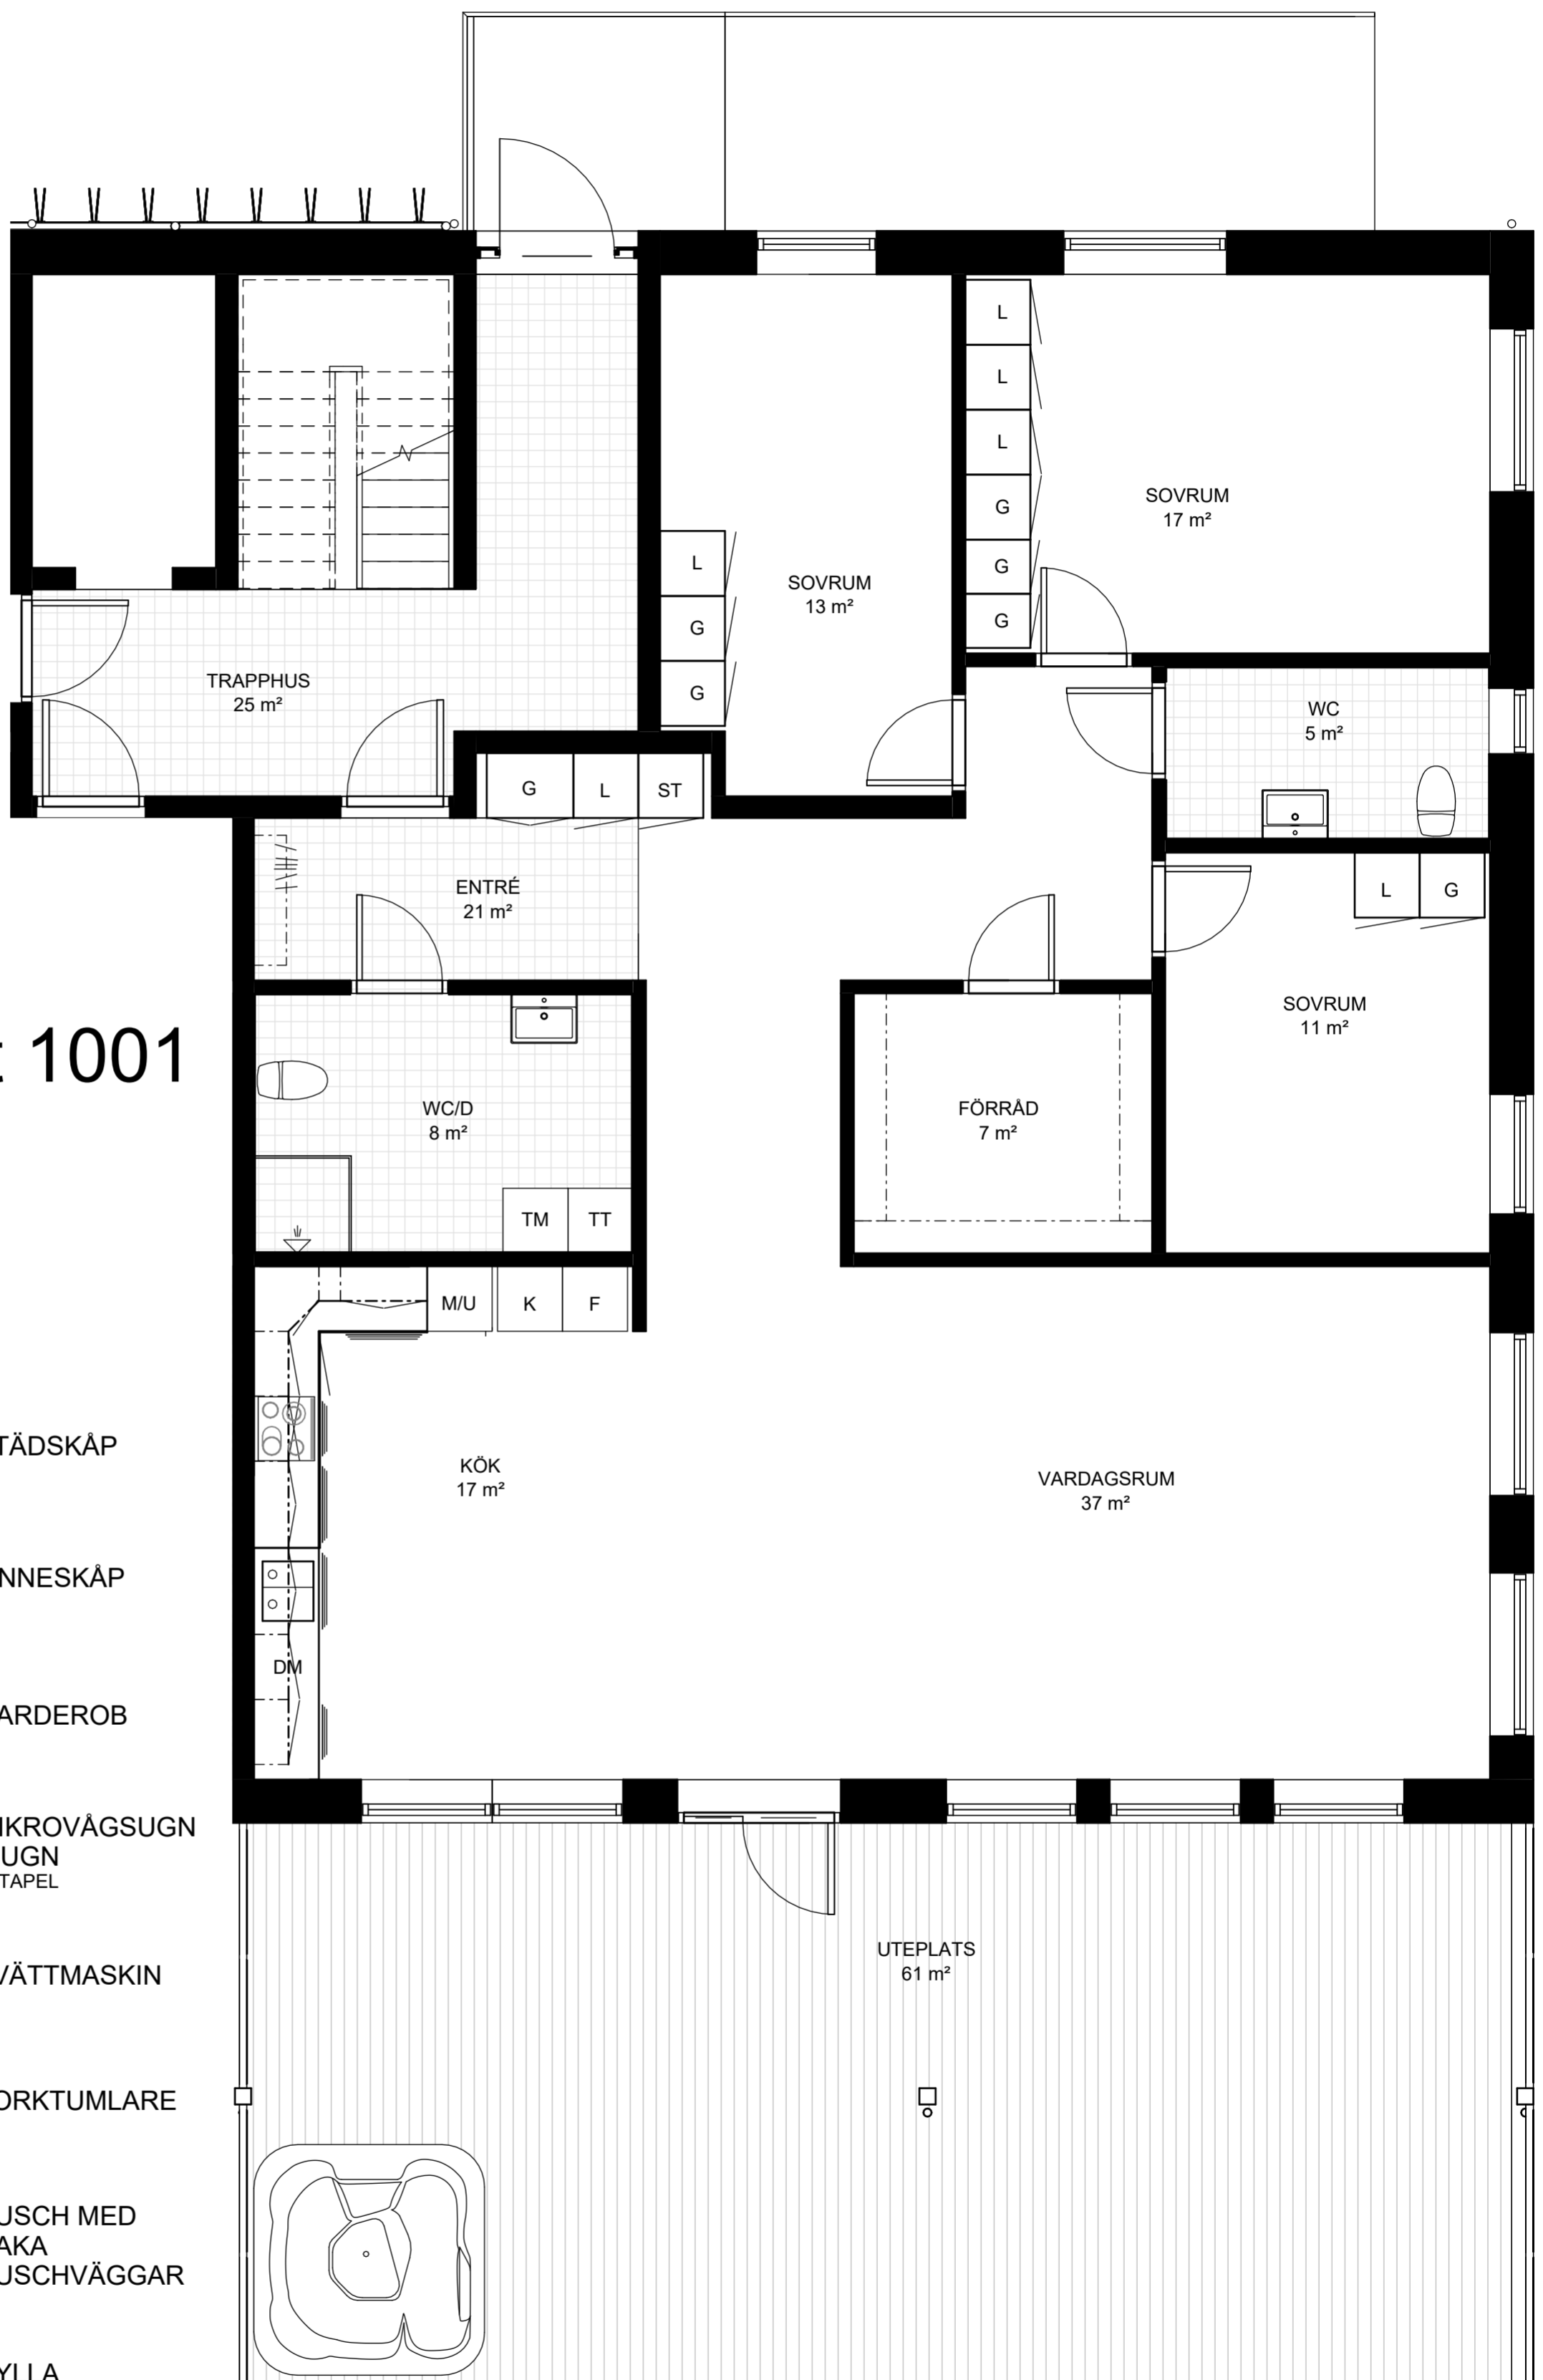 L
L
L
G
G
G
SOVRUM
17 m²
L
G
G
SOVRUM
13 m²
TRAPPHUS
25 m²
WC
5 m²
G
L
ST
ENTRÉ
21 m²
L
G
SOVRUM
11 m²
1001
WC/D
8 m²
TM
TT
FÖRRÅD
7 m²
M/U
K
F
KÖK
17 m²
VARDAGSRUM
37 m²
DM
TÄDSKÅP
NNESKÅP
ARDEROB
IKROVÅGSUGN
UGN
TAPEL
VÄTTMASKIN
ORKTUMLARE
USCH MED
AKA
USCHVÄGGAR
YLLA
UTEPLATS
61 m²